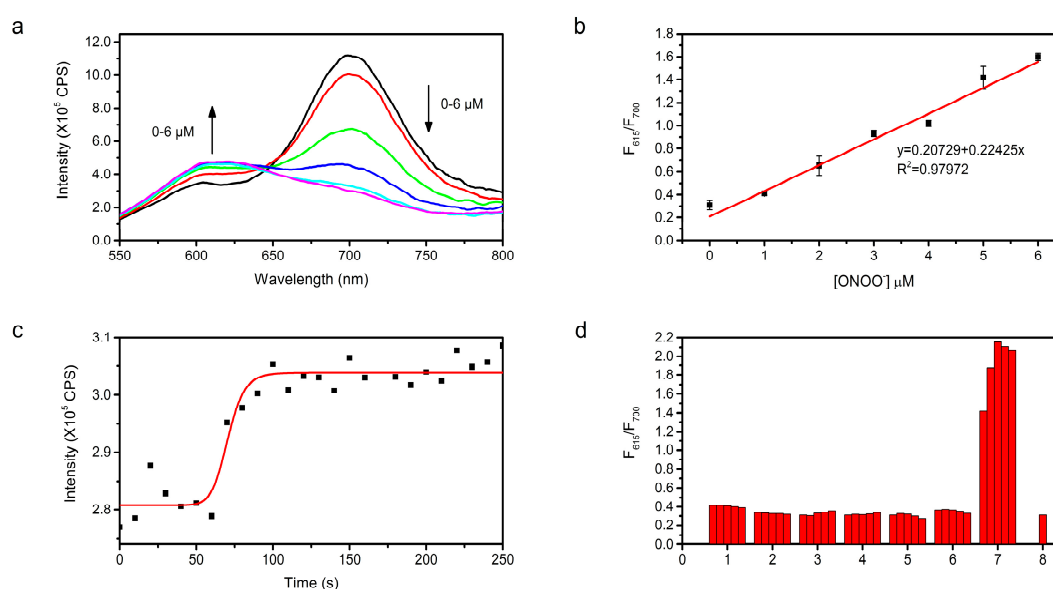 a
12.0
10.0
8.0
6.0
4.0
2.0
0.0
Intensity (X10⁵ CPS)
0-6 µM
0-6 µM
550 600 650 700 750 800
Wavelength (nm)
b
1.8
1.6
1.4
1.2
1.0
0.8
0.6
0.4
0.2
0.0
F₆₁₅/F₇₀₀
y=0.20729+0.22425x
R²=0.97972
0 1 2 3 4 5 6
[ONOO⁻] µM
c
3.1
3.0
2.9
2.8
Intensity (X10⁵ CPS)
0 50 100 150 200 250
Time (s)
d
2.2
2.0
1.8
1.6
1.4
1.2
1.0
0.8
0.6
0.4
0.2
0.0
F₆₁₅/F₇₀₀
0 1 2 3 4 5 6 7 8